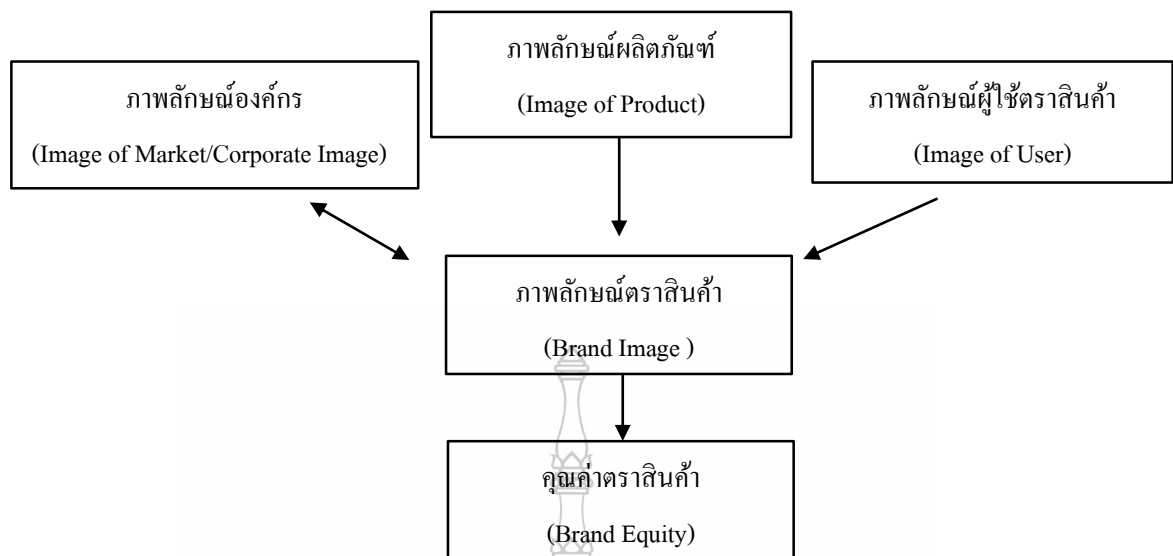 ภาพลักษณ์องค์กร
(Image of Market/Corporate Image)
ภาพลักษณ์ผลิตภัณฑ์
(Image of Product)
ภาพลักษณ์ผู้ใช้ตราสินค้า
(Image of User)
ภาพลักษณ์ตราสินค้า
(Brand Image )
คุณค่าตราสินค้า
(Brand Equity)